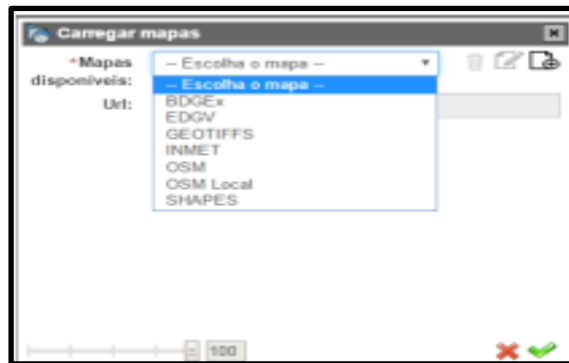 Carregar mapas
*Mapas disponíveis:
-- Escolha o mapa --
-- Escolha o mapa --
BDGEx
EDGV
GEOTIFFS
INMET
OSM
OSM Local
SHAPES
Url:
100